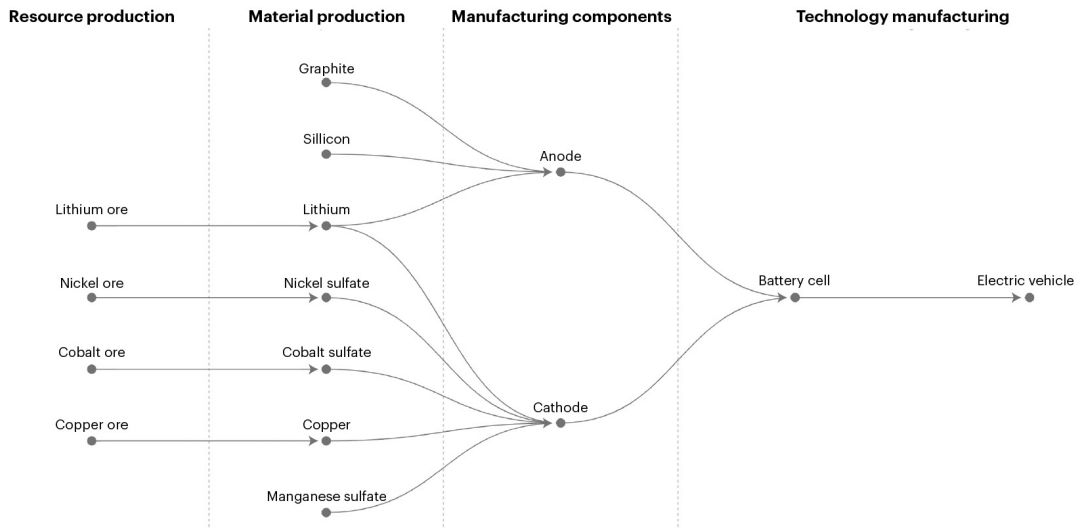 Resource production
Material production
Manufacturing components
Technology manufacturing
Graphite
Sillicon
Anode
Lithium ore
Lithium
Nickel ore
Nickel sulfate
Battery cell
Electric vehicle
Cobalt ore
Cobalt sulfate
Cathode
Copper ore
Copper
Manganese sulfate